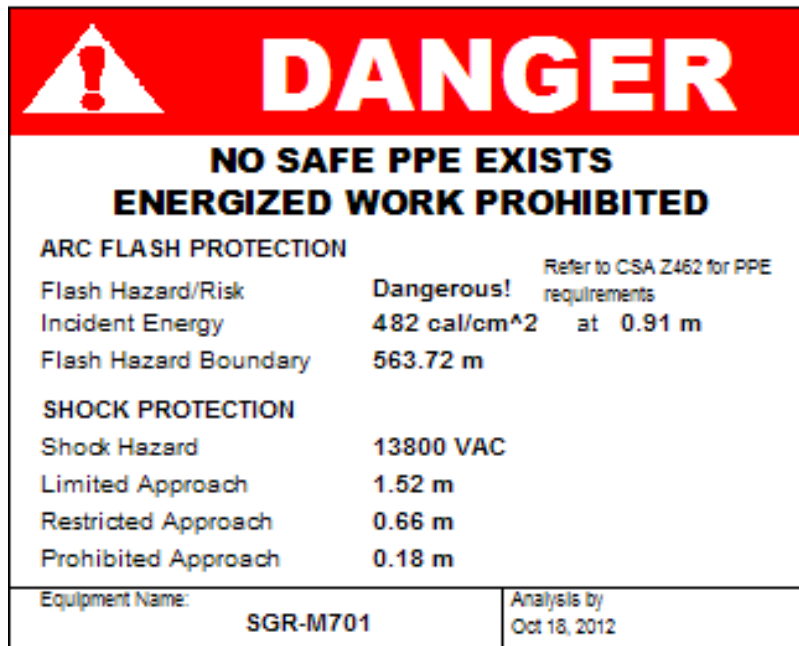 DANGER
NO SAFE PPE EXISTS
ENERGIZED WORK PROHIBITED
ARC FLASH PROTECTION
Flash Hazard/Risk Dangerous! Refer to CSA Z462 for PPE requirements
Incident Energy 482 cal/cm^2 at 0.91 m
Flash Hazard Boundary 563.72 m
SHOCK PROTECTION
Shock Hazard 13800 VAC
Limited Approach 1.52 m
Restricted Approach 0.66 m
Prohibited Approach 0.18 m
Equipment Name:
SGR-M701
Analysis by
Oct 18, 2012